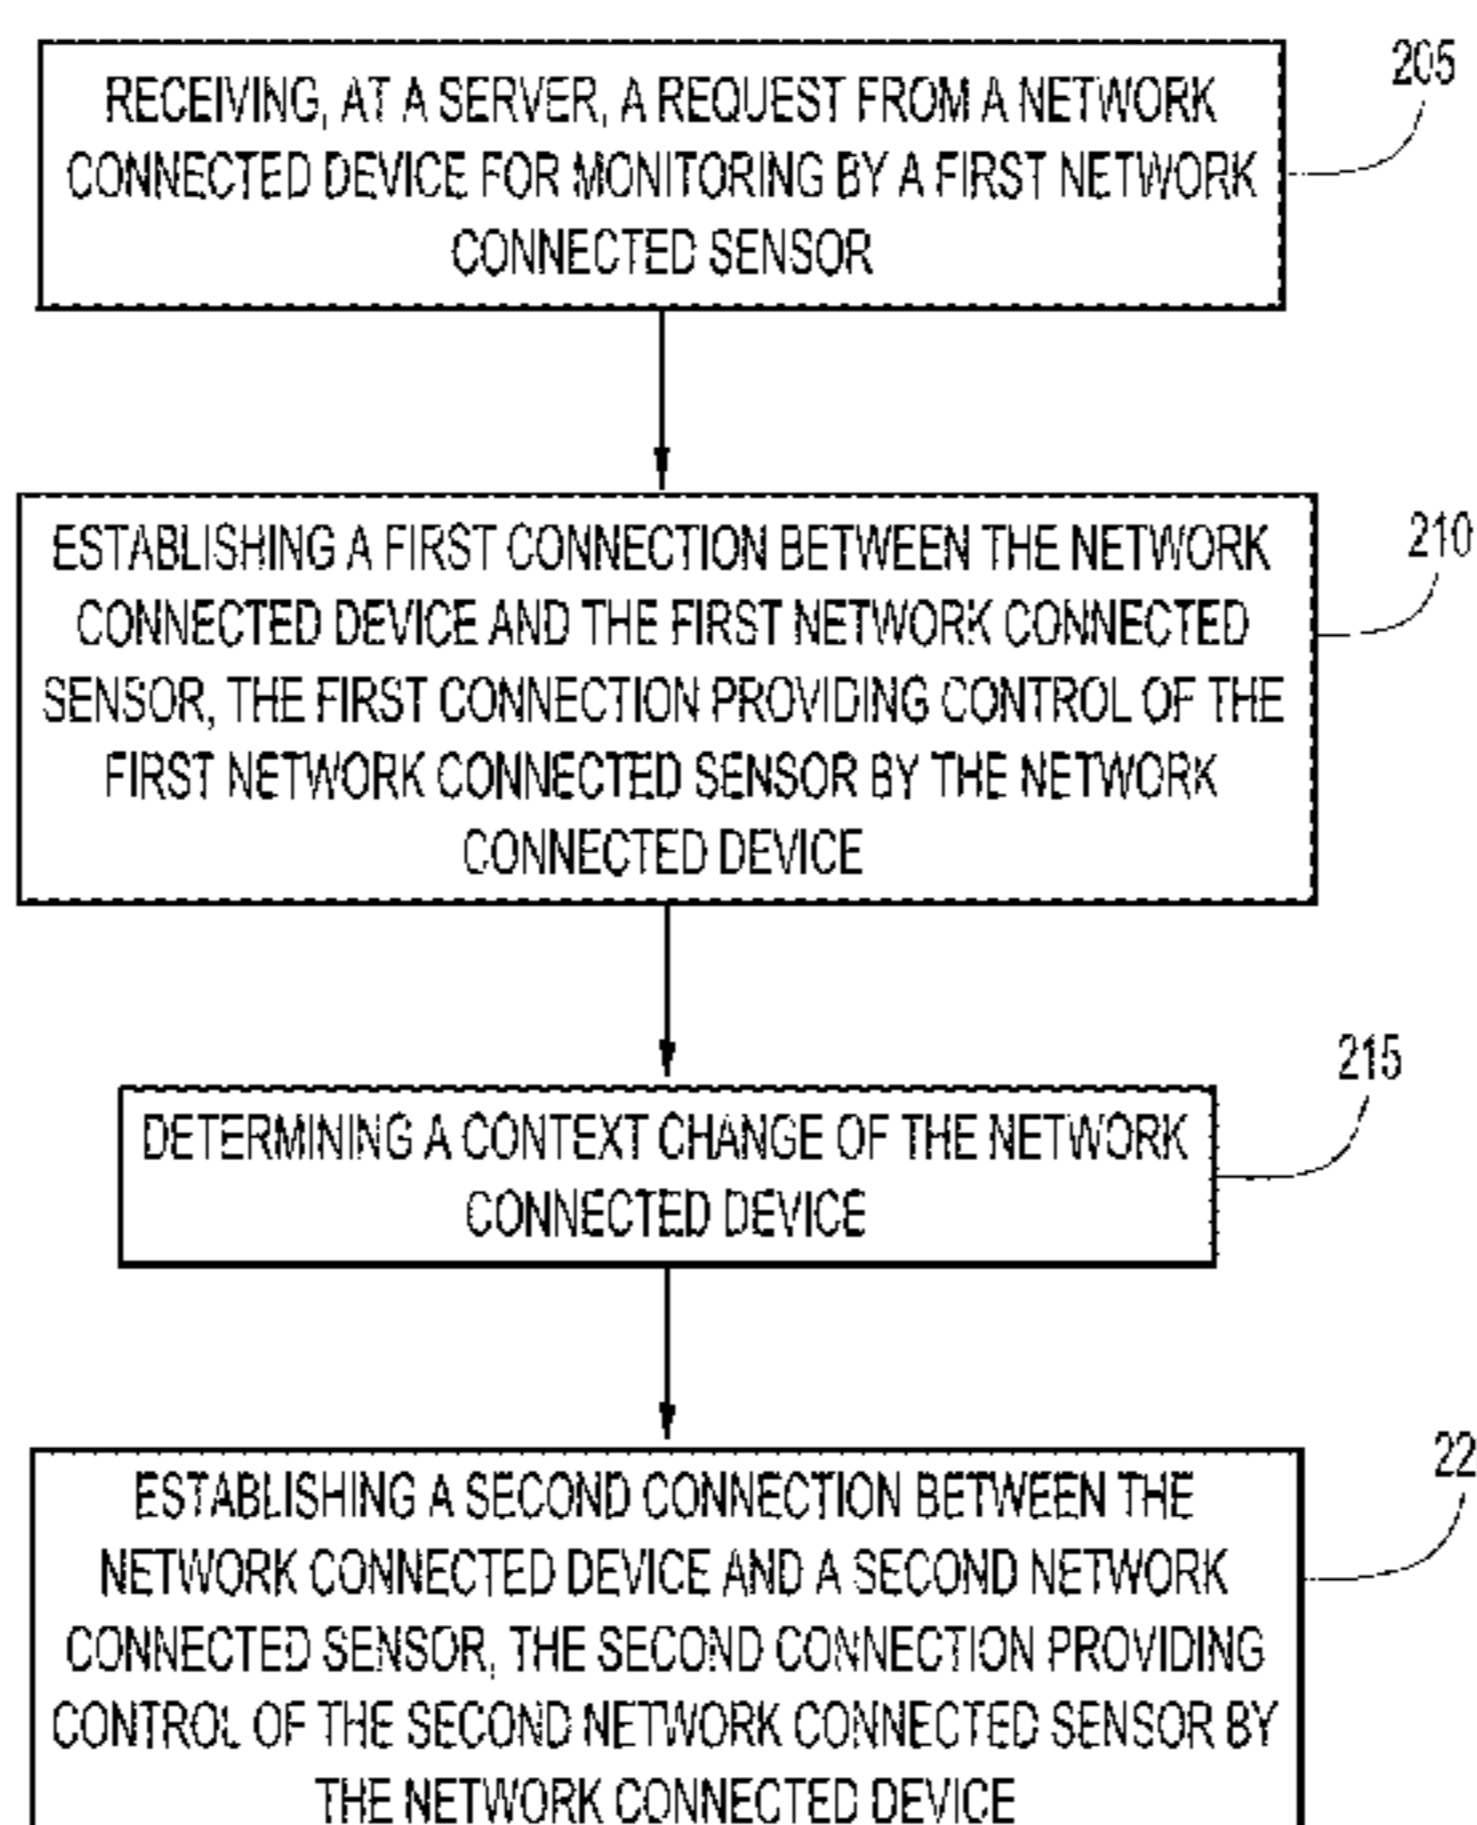 205
RECEIVING, AT A SERVER, A REQUEST FROM A NETWORK
CONNECTED DEVICE FOR MONITORING BY A FIRST NETWORK
CONNECTED SENSOR
210
ESTABLISHING A FIRST CONNECTION BETWEEN THE NETWORK
CONNECTED DEVICE AND THE FIRST NETWORK CONNECTED
SENSOR, THE FIRST CONNECTION PROVIDING CONTROL OF THE
FIRST NETWORK CONNECTED SENSOR BY THE NETWORK
CONNECTED DEVICE
215
DETERMINING A CONTEXT CHANGE OF THE NETWORK
CONNECTED DEVICE
22
ESTABLISHING A SECOND CONNECTION BETWEEN THE
NETWORK CONNECTED DEVICE AND A SECOND NETWORK
CONNECTED SENSOR, THE SECOND CONNECTION PROVIDING
CONTROL OF THE SECOND NETWORK CONNECTED SENSOR BY
THE NETWORK CONNECTED DEVICE